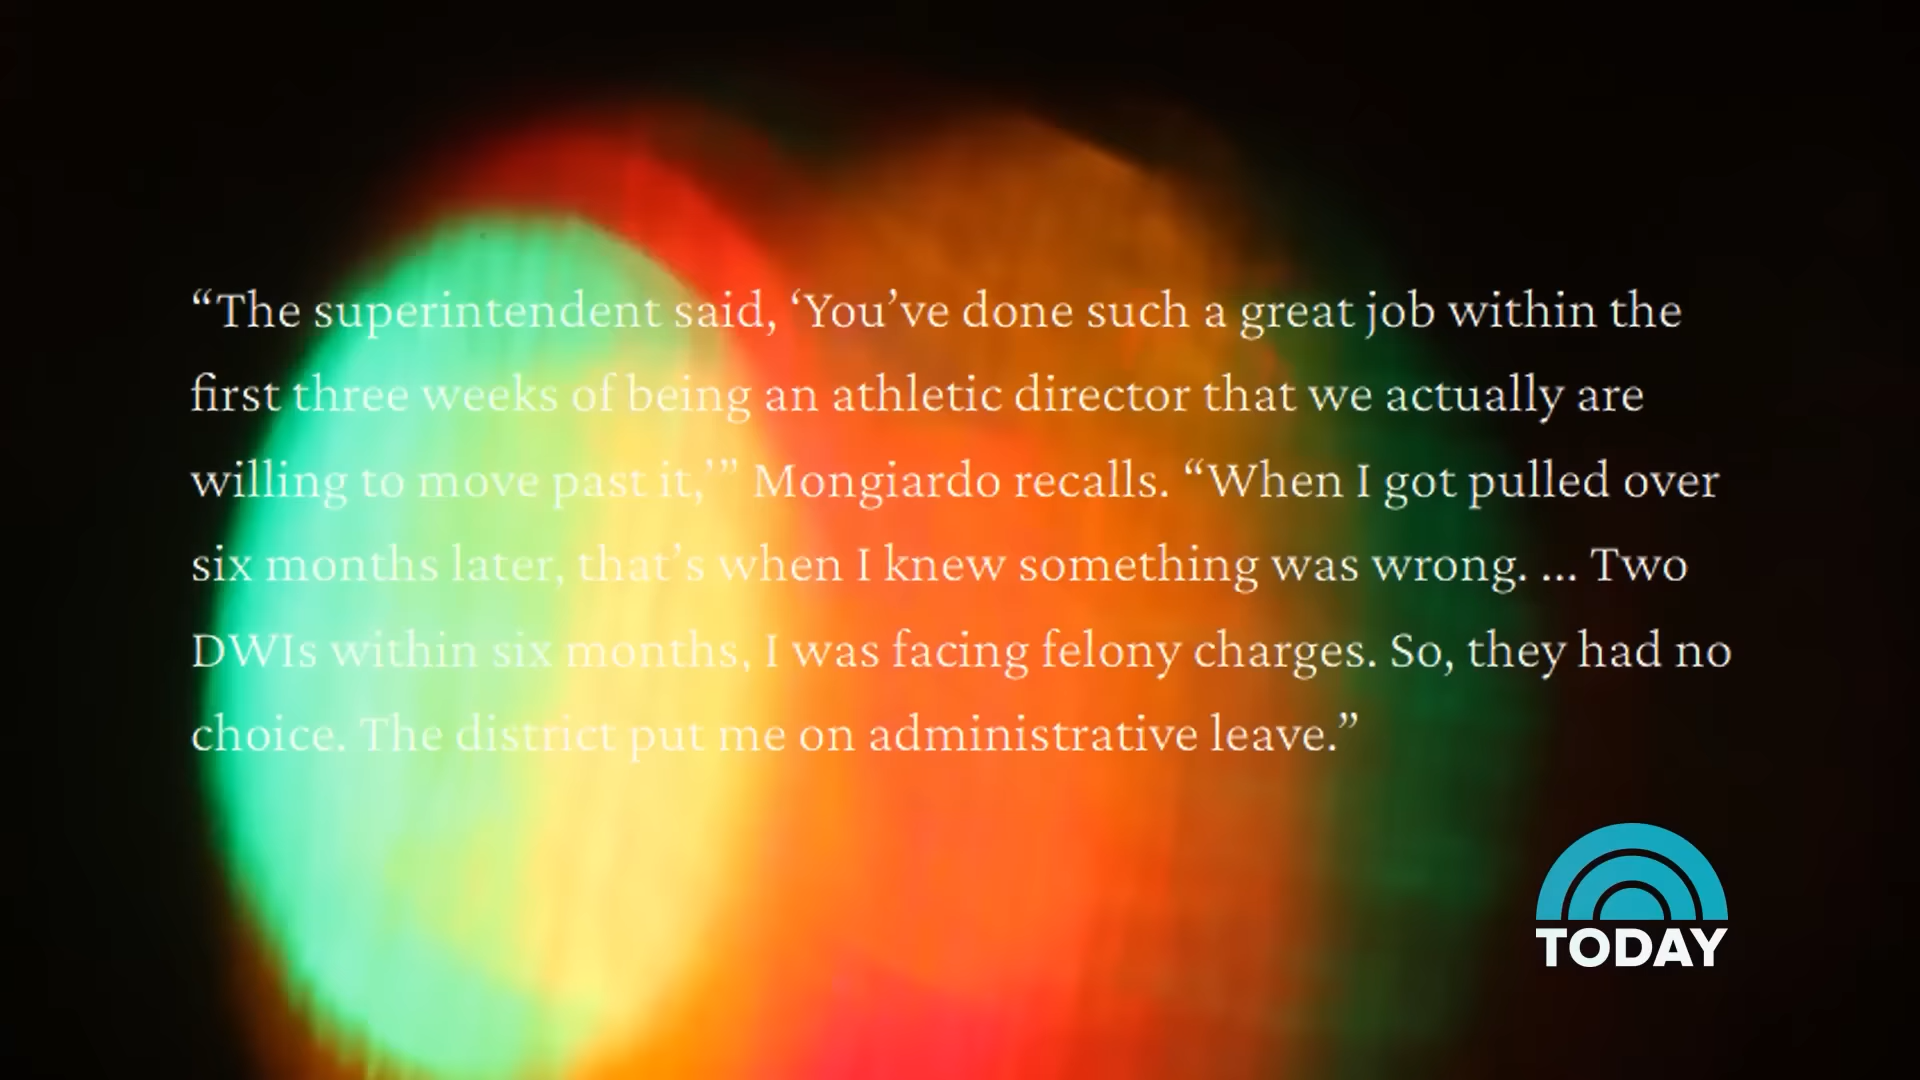 “The superintendent said, ‘You’ve done such a great job within the
first three weeks of being an athletic director that we actually are
willing to move past it,’” Mongiardo recalls. “When I got pulled over
six months later, that’s when I knew something was wrong. ... Two
DWIs within six months, I was facing felony charges. So, they had no
choice. The district put me on administrative leave.”
TODAY